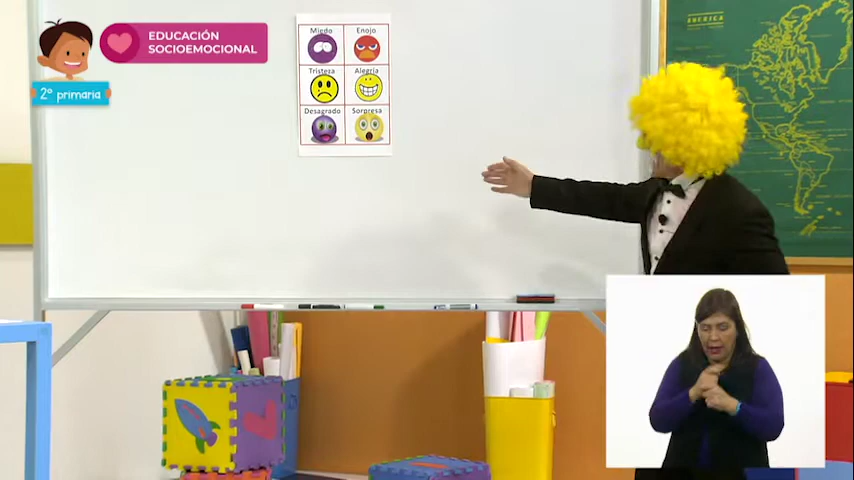 EDUCACIÓN
SOCIOEMOCIONAL
2° primaria
Miedo Enojo
Tristeza Alegría
Desagrado Sorpresa